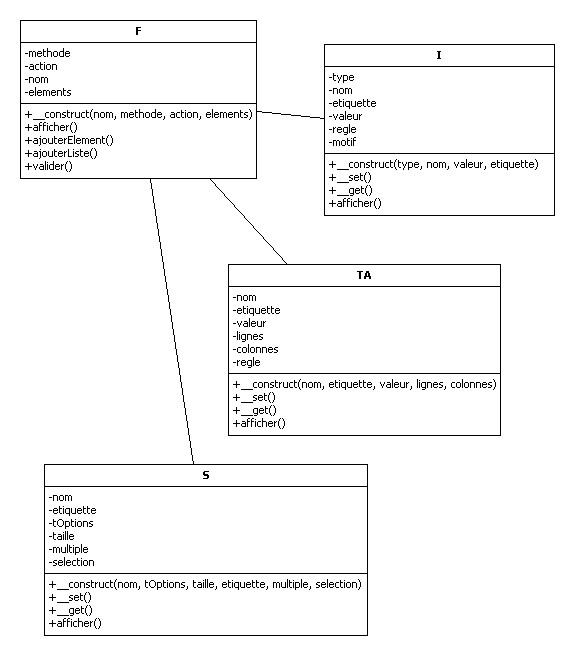 F
-methode
-action
-nom
-elements
+__construct(nom, methode, action, elements)
+afficher()
+ajouterElement()
+ajouterListe()
+valider()
I
-type
-nom
-etiquette
-valeur
-regle
-motif
+__construct(type, nom, valeur, etiquette)
+__set()
+__get()
+afficher()
TA
-nom
-etiquette
-valeur
-lignes
-colonnes
-regle
+__construct(nom, etiquette, valeur, lignes, colonnes)
+__set()
+__get()
+afficher()
S
-nom
-etiquette
-tOptions
-taille
-multiple
-selection
+__construct(nom, tOptions, taille, etiquette, multiple, selection)
+__set()
+__get()
+afficher()